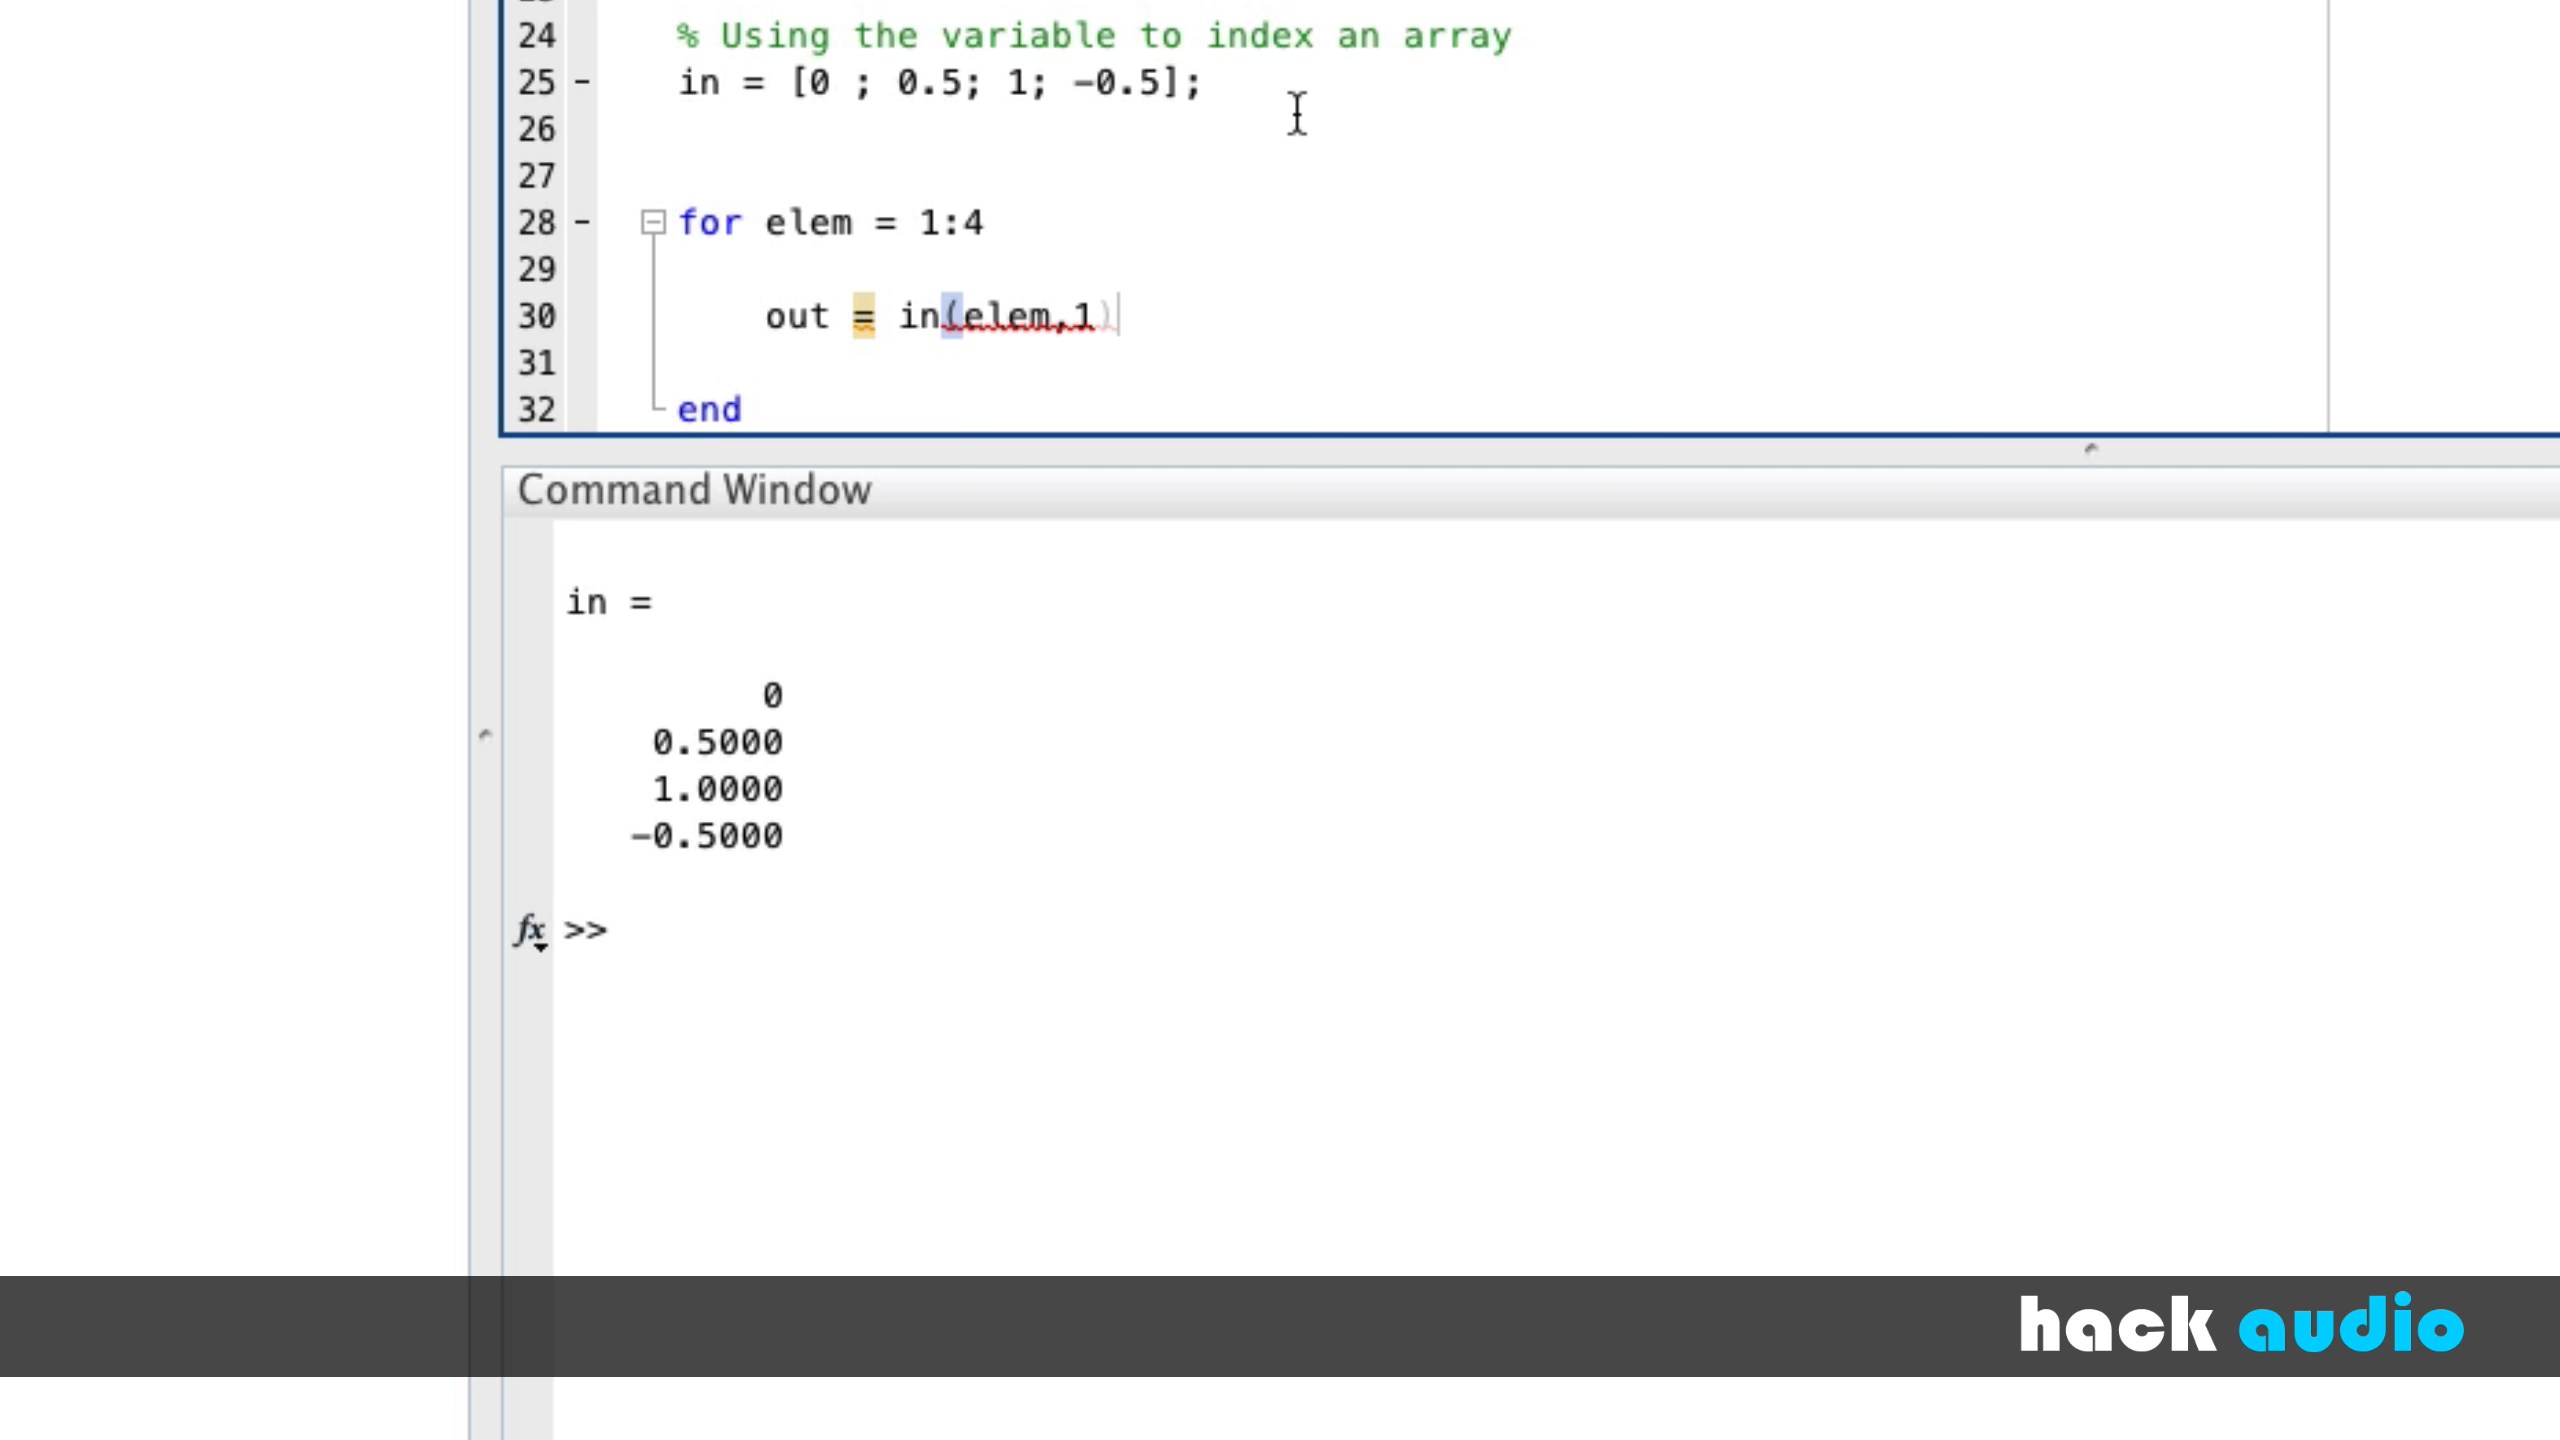 24 % Using the variable to index an array
25 - in = [0 ; 0.5; 1; -0.5];
26
27
28 - for elem = 1:4
29
30 out = in(elem,1)
31
32 end
Command Window
in =
0
0.5000
1.0000
-0.5000
fx >>
hack audio